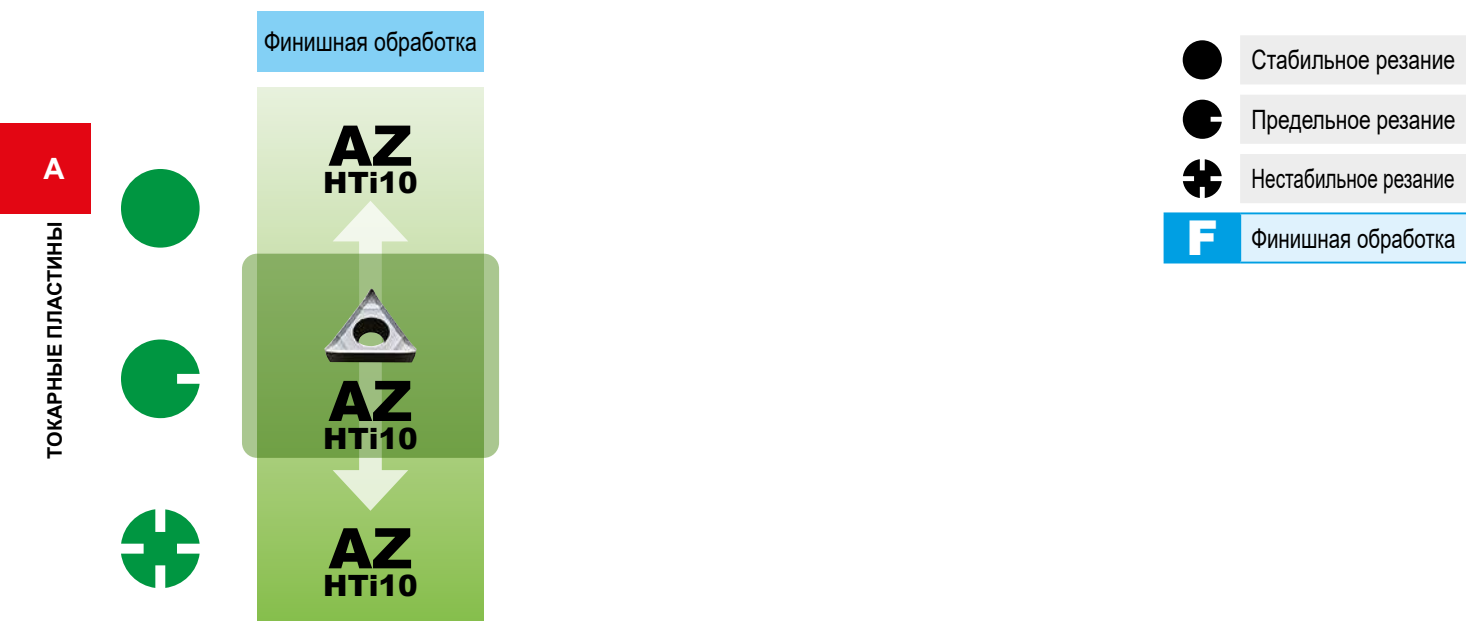 Финишная обработка
A
ТОКАРНЫЕ ПЛАСТИНЫ
AZ
HTi10
AZ
HTi10
AZ
HTi10
Стабильное резание
Предельное резание
Нестабильное резание
F
Финишная обработка